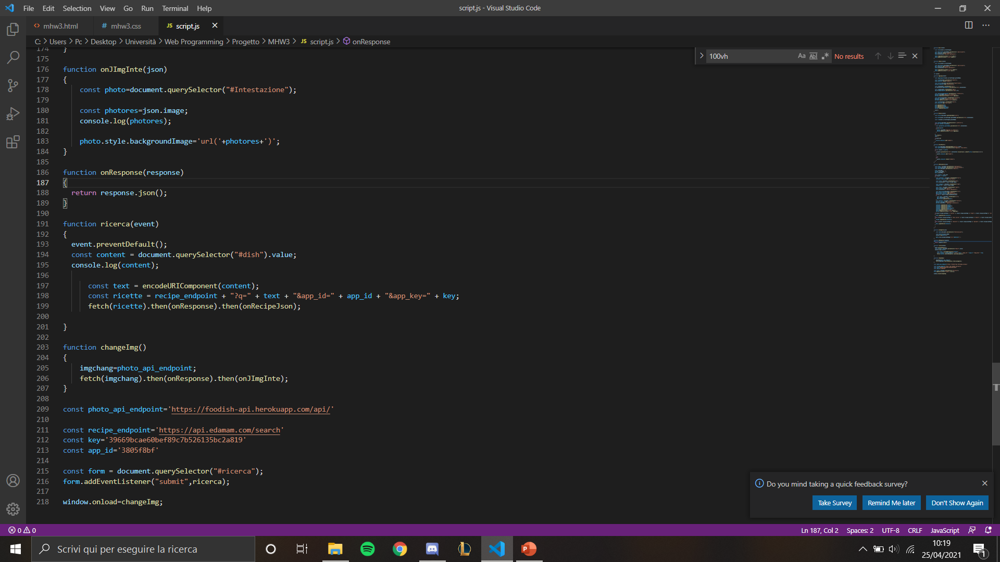 File Edit Selection View Go Run Terminal Help
script.js - Visual Studio Code
<> mhw3.html
# mhw3.css
JS script.js
C: > Users > Pc > Desktop > Università > Web Programming > Progetto > MHW3 > JS script.js > onResponse
100vh
Aa Abl .* No results
174 }
175
176 function onJImgInte(json)
177 {
178 const photo=document.querySelector("#Intestazione");
179
180 const photores=json.image;
181 console.log(photores);
182
183 photo.style.backgroundImage='url('+photores+')';
184 }
185
186 function onResponse(response)
187 {
188 return response.json();
189 }
190
191 function ricerca(event)
192 {
193 event.preventDefault();
194 const content = document.querySelector("#dish").value;
195 console.log(content);
196
197 const text = encodeURIComponent(content);
198 const ricette = recipe_endpoint + "?q=" + text + "&app_id=" + app_id + "&app_key=" + key;
199 fetch(ricette).then(onResponse).then(onRecipeJson);
200
201 }
202
203 function changeImg()
204 {
205 imgchang=photo_api_endpoint;
206 fetch(imgchang).then(onResponse).then(onJImgInte);
207 }
208
209 const photo_api_endpoint='https://foodish-api.herokuapp.com/api/'
210
211 const recipe_endpoint='https://api.edamam.com/search'
212 const key='39669bcae60bef89c7b526135bc2a819'
213 const app_id='3805f8bf'
214
215 const form = document.querySelector("#ricerca");
216 form.addEventListener("submit",ricerca);
217
218 window.onload=changeImg;
Do you mind taking a quick feedback survey?
Take Survey
Remind Me later
Don't Show Again
0 0
Ln 187, Col 2
Spaces: 2
UTF-8
CRLF
JavaScript
Scrivi qui per eseguire la ricerca
10:19
25/04/2021
1